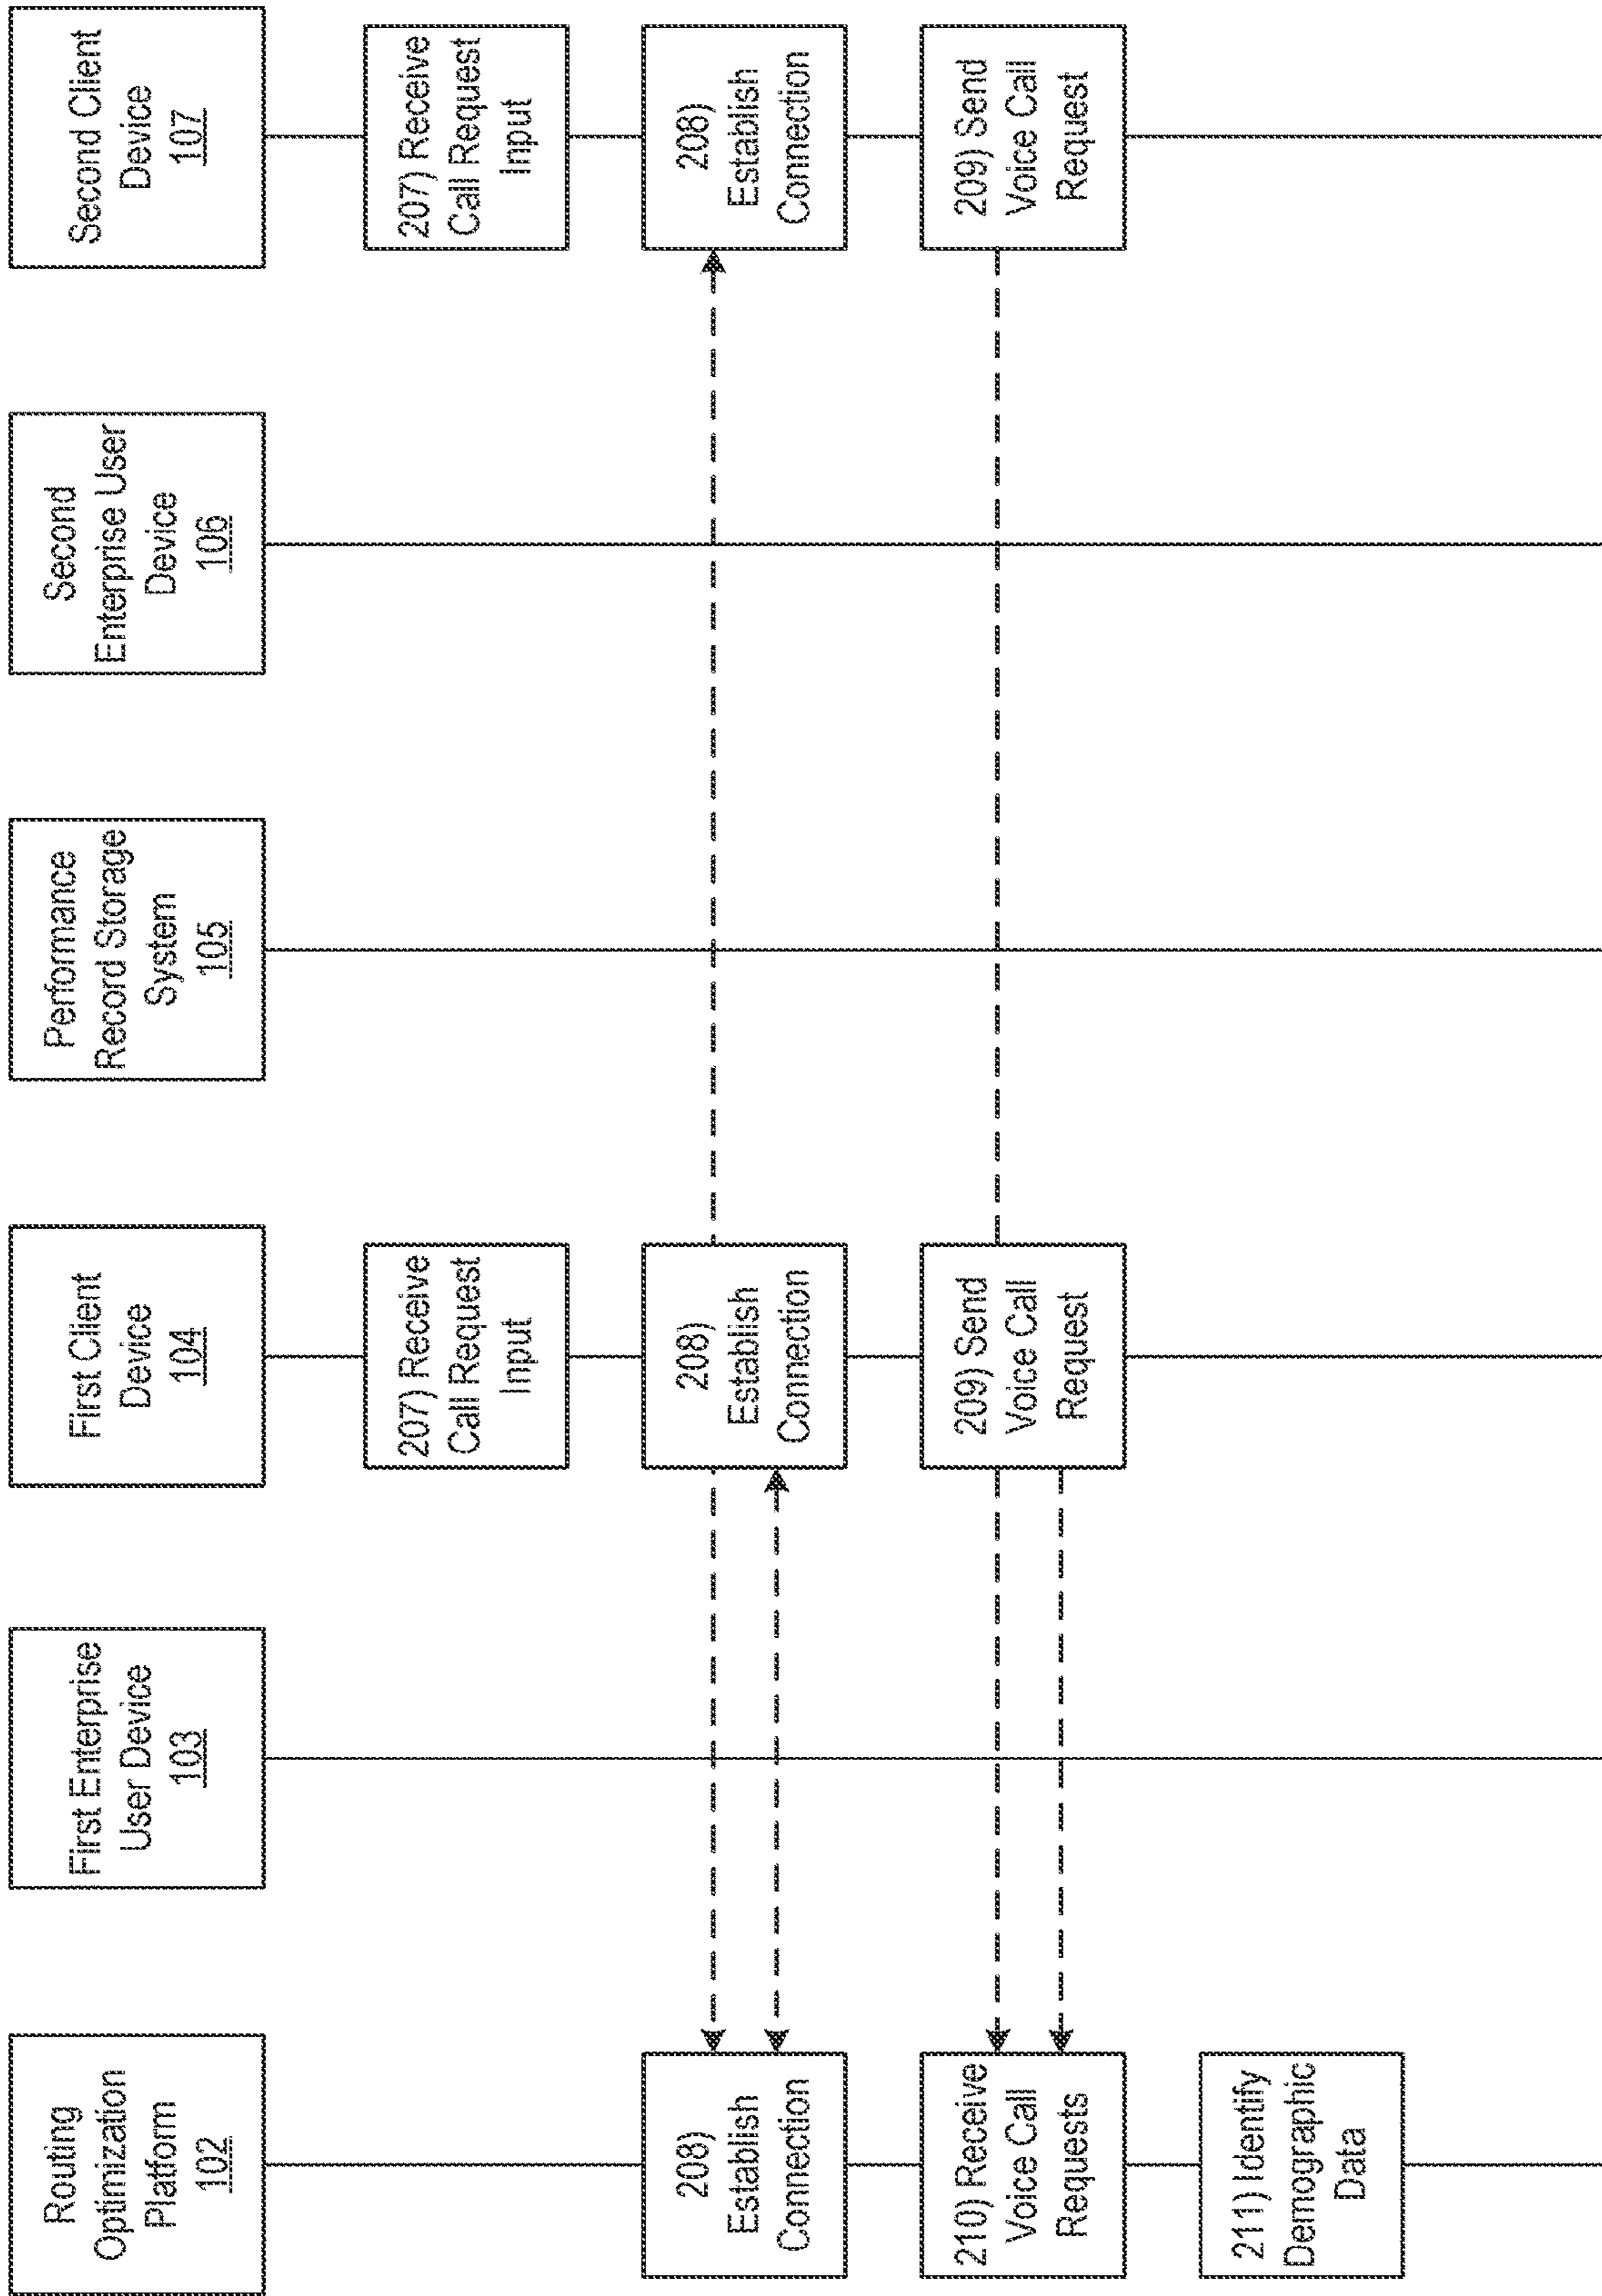 Routing
Optimization
Platform
102
First Enterprise
User Device
103
First Client
Device
104
Performance
Record Storage
System
105
Second
Enterprise User
Device
106
Second Client
Device
107
207) Receive
Call Request
Input
207) Receive
Call Request
Input
208)
Establish
Connection
208)
Establish
Connection
208)
Establish
Connection
210) Receive
Voice Call
Requests
209) Send
Voice Call
Request
209) Send
Voice Call
Request
211) Identify
Demographic
Data